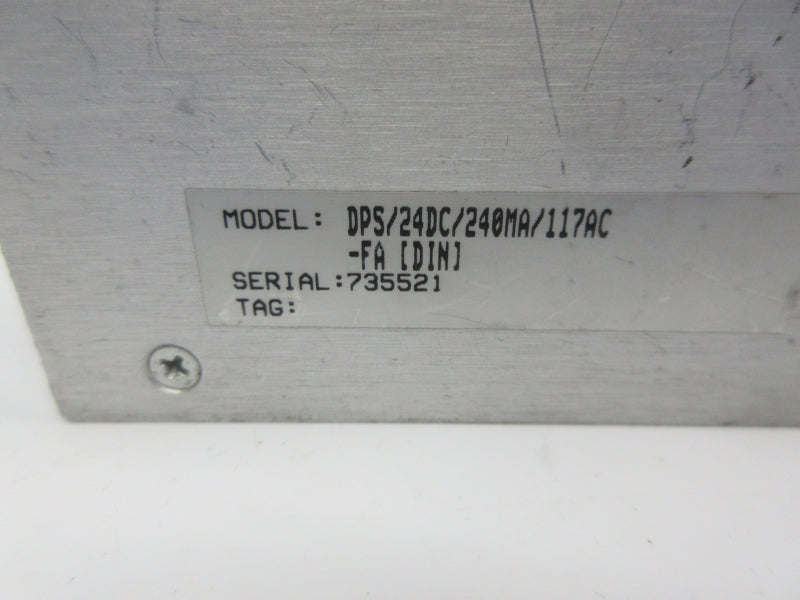 MODEL: DPS/24DC/240MA/117AC
-FA [DIN]
SERIAL:735521
TAG: